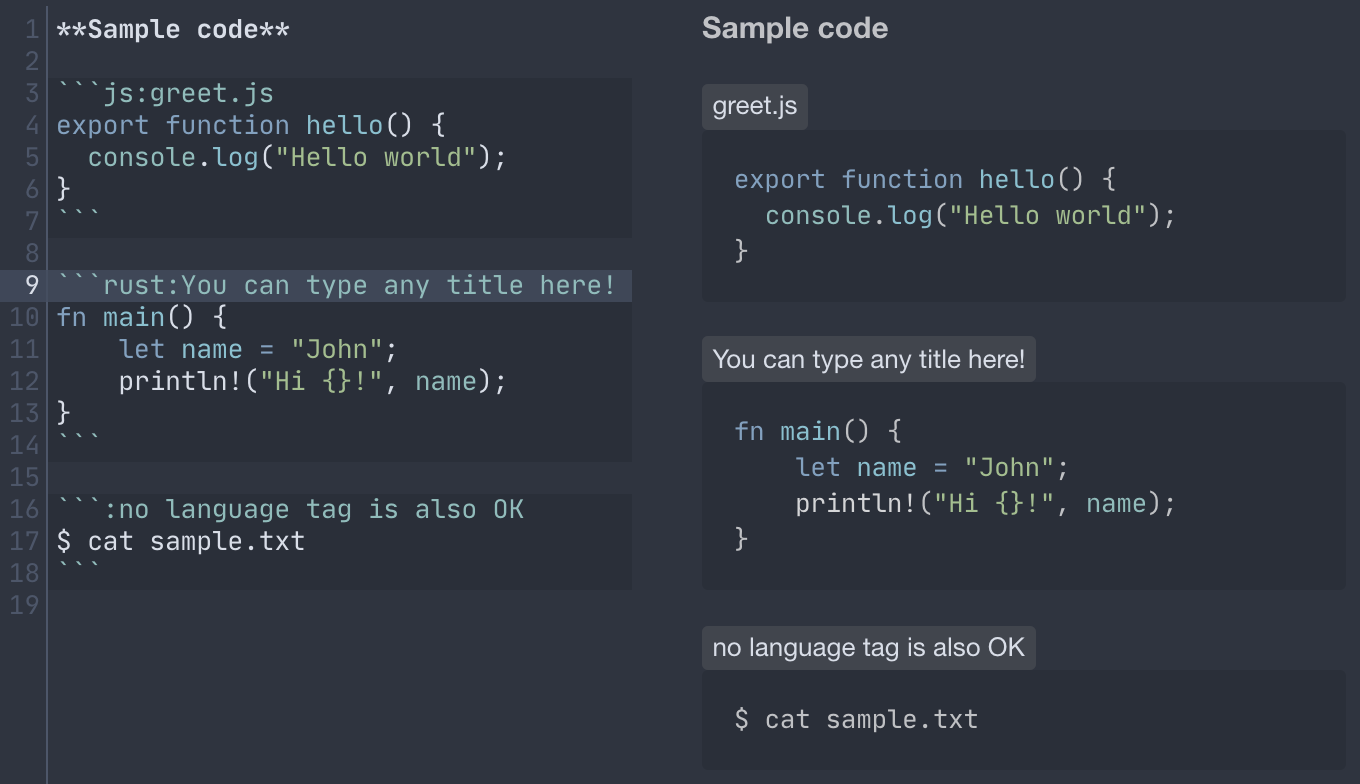 1 **Sample code**
2
3 ```js:greet.js
4 export function hello() {
5   console.log("Hello world");
6 }
7 ```
8
9 ```rust:You can type any title here!
10 fn main() {
11     let name = "John";
12     println!("Hi {}!", name);
13 }
14 ```
15
16 ```:no language tag is also OK
17 $ cat sample.txt
18 ```
19
Sample code
greet.js
export function hello() {
  console.log("Hello world");
}
You can type any title here!
fn main() {
    let name = "John";
    println!("Hi {}!", name);
}
no language tag is also OK
$ cat sample.txt